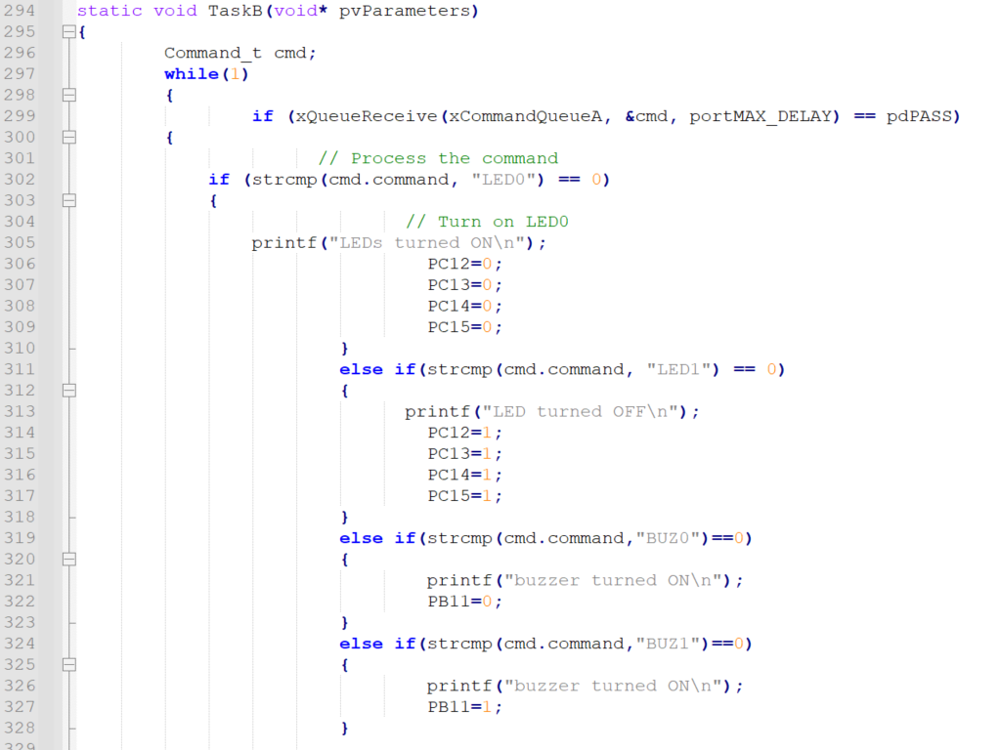 294 static void TaskB(void* pvParameters)
295 {
296 Command_t cmd;
297 while(1)
298 {
299 if (xQueueReceive(xCommandQueueA, &cmd, portMAX_DELAY) == pdPASS)
300 {
301 // Process the command
302 if (strcmp(cmd.command, "LED0") == 0)
303 {
304 // Turn on LED0
305 printf("LEDs turned ON\n");
306 PC12=0;
307 PC13=0;
308 PC14=0;
309 PC15=0;
310 }
311 else if(strcmp(cmd.command, "LED1") == 0)
312 {
313 printf("LED turned OFF\n");
314 PC12=1;
315 PC13=1;
316 PC14=1;
317 PC15=1;
318 }
319 else if(strcmp(cmd.command,"BUZ0")==0)
320 {
321 printf("buzzer turned ON\n");
322 PB11=0;
323 }
324 else if(strcmp(cmd.command,"BUZ1")==0)
325 {
326 printf("buzzer turned ON\n");
327 PB11=1;
328 }
329